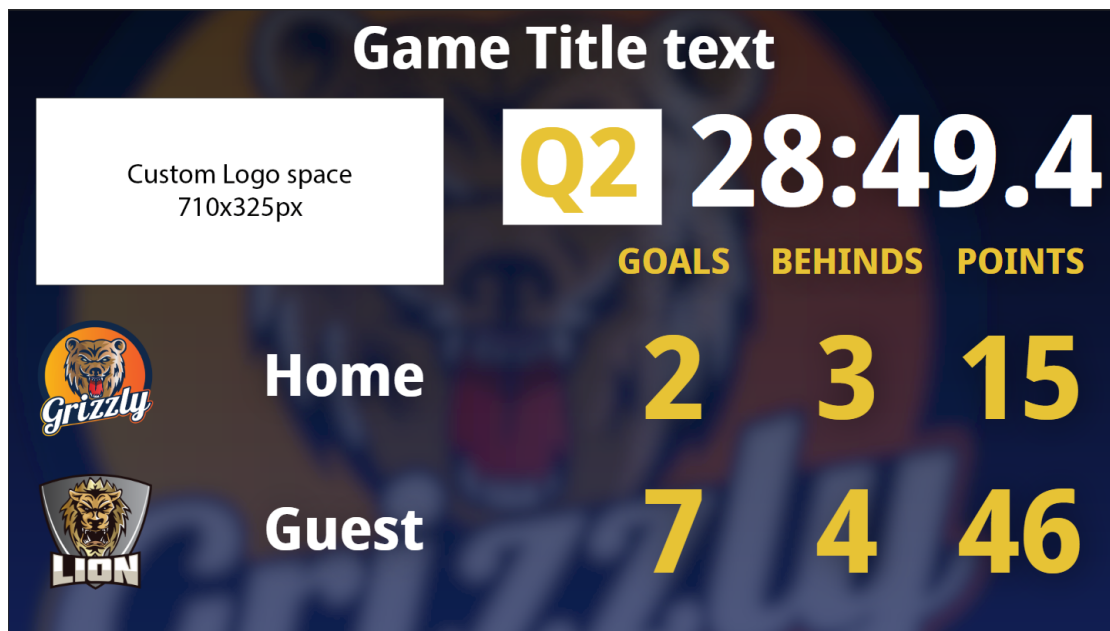 Game Title text
Custom Logo space
710x325px
Q2 28:49.4
GOALS BEHINDS POINTS
Grizzly
Home 2 3 15
LION
Guest 7 4 46
Grizzly